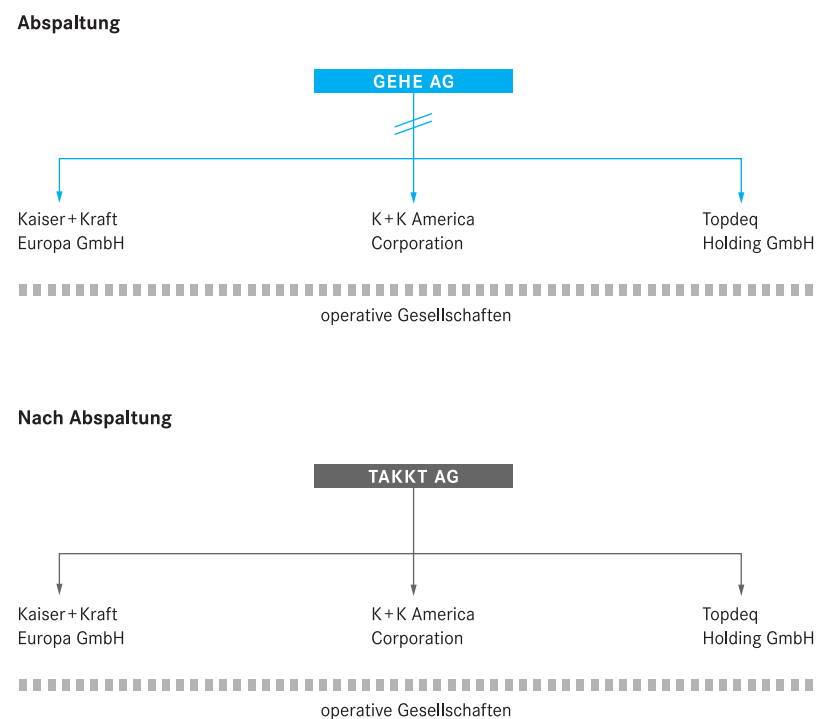 Abspaltung
GEHE AG
Kaiser+Kraft
Europa GmbH
K+K America
Corporation
Topdeq
Holding GmbH
operative Gesellschaften
Nach Abspaltung
TAKKT AG
Kaiser+Kraft
Europa GmbH
K+K America
Corporation
Topdeq
Holding GmbH
operative Gesellschaften